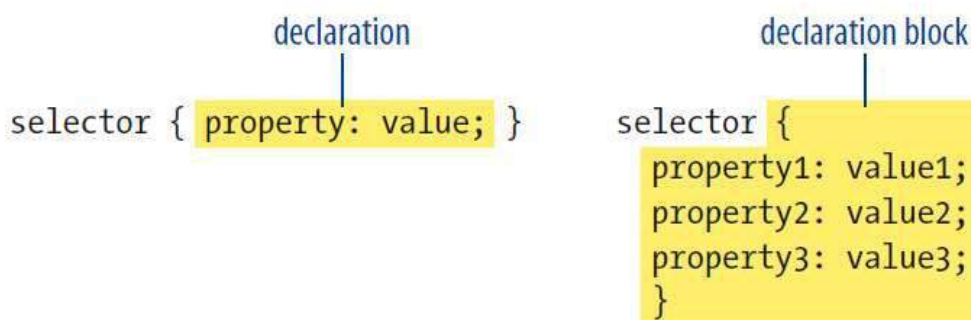 declaration
selector { property: value; }
declaration block
selector {
property1: value1;
property2: value2;
property3: value3;
}